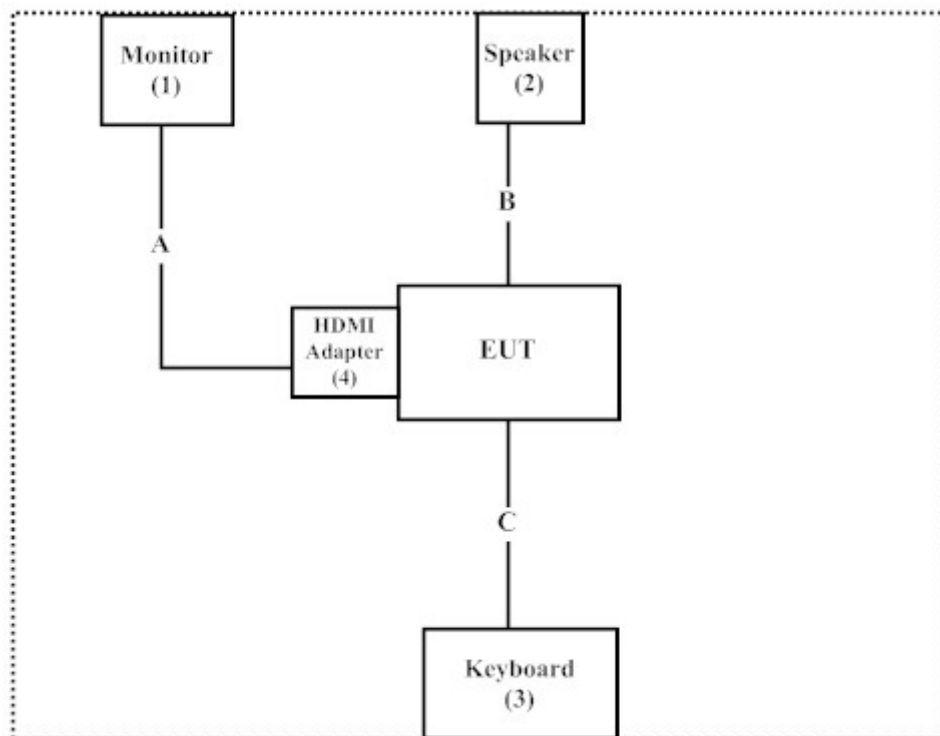 Monitor
(1)
Speaker
(2)
B
A
HDMI
Adapter
(4)
EUT
C
Keyboard
(3)